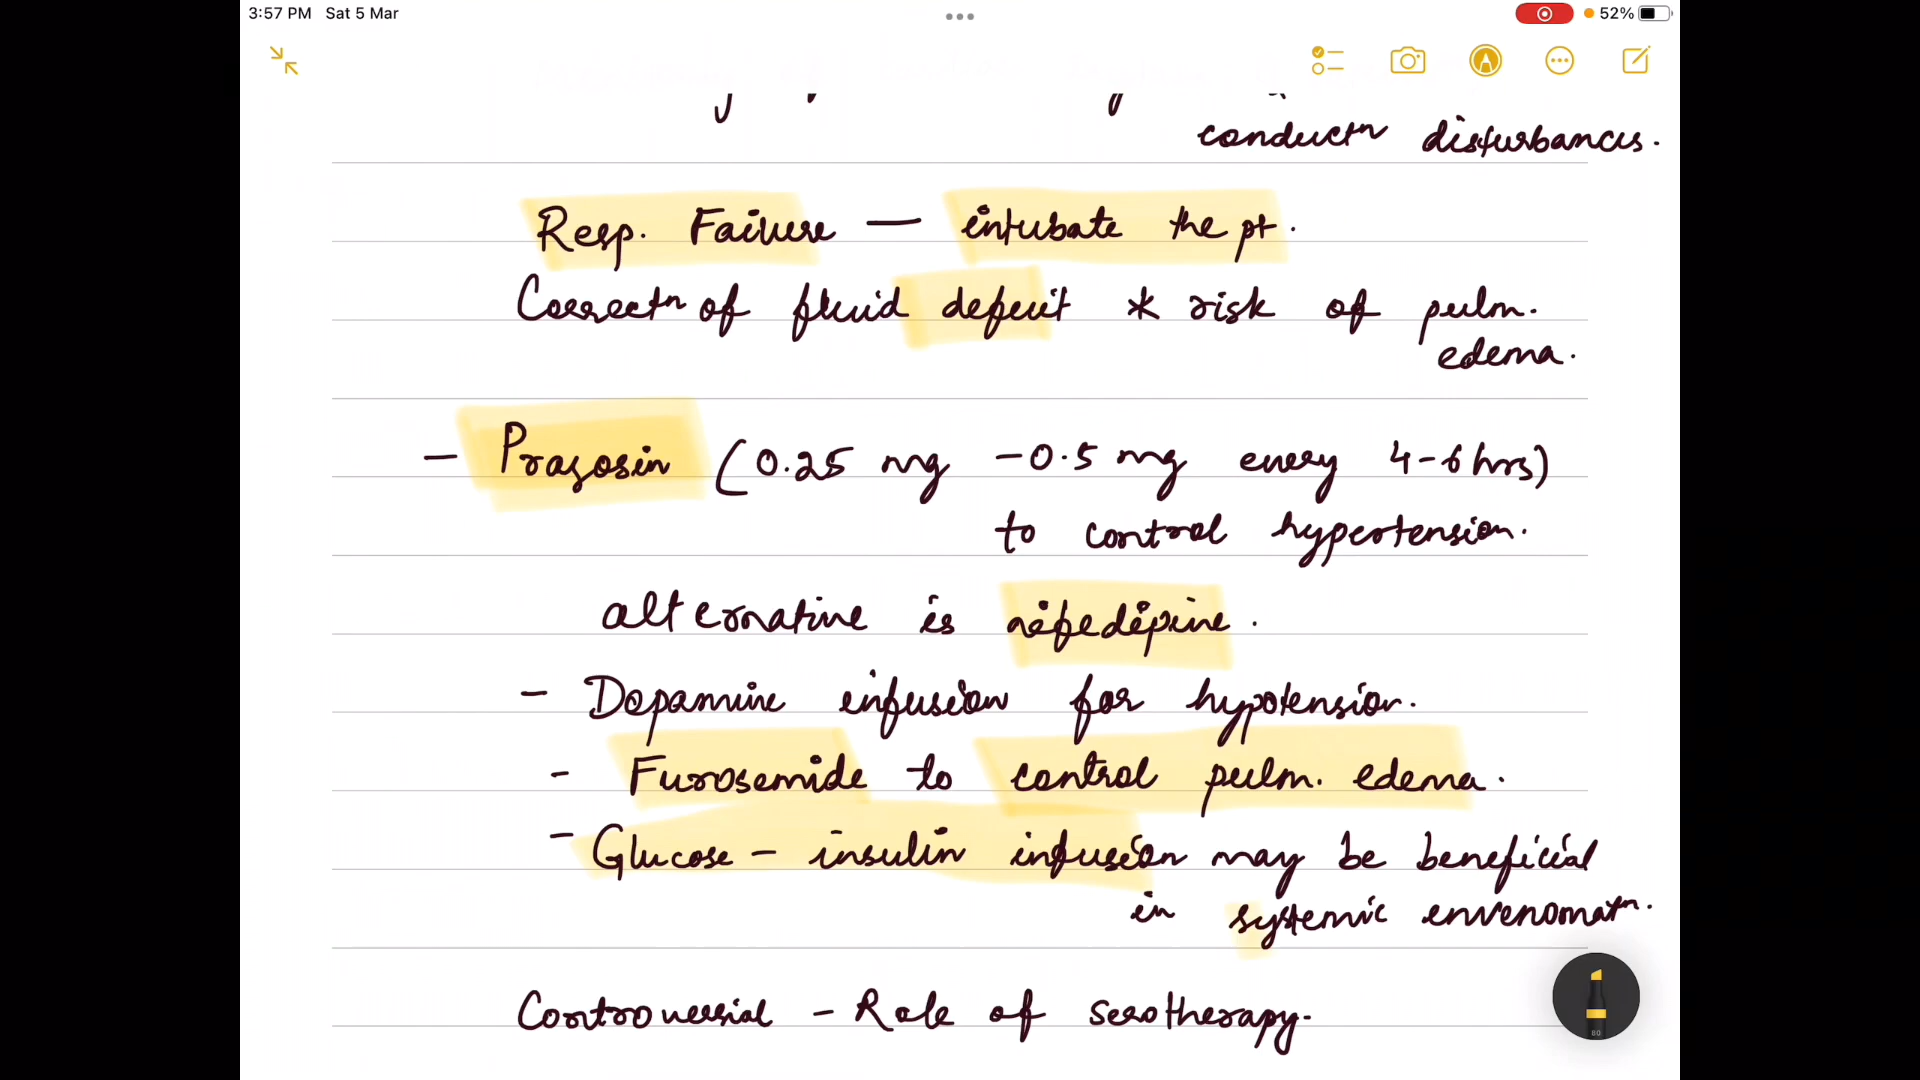 3:57 PM Sat 5 Mar
52%
conductn disturbances.
Resp. Failure — intubate the pt.
Correctn of fluid deficit * risk of pulm.
edema.
- Prazosin (0.25 mg -0.5 mg every 4-6 hrs)
to control hypertension.
alternative is nifedipine.
- Dopamine infusion for hypotension.
- Furosemide to control pulm. edema.
- Glucose - insulin infusion may be beneficial
in systemic envenomatn.
Controversial - Role of serotherapy.
80